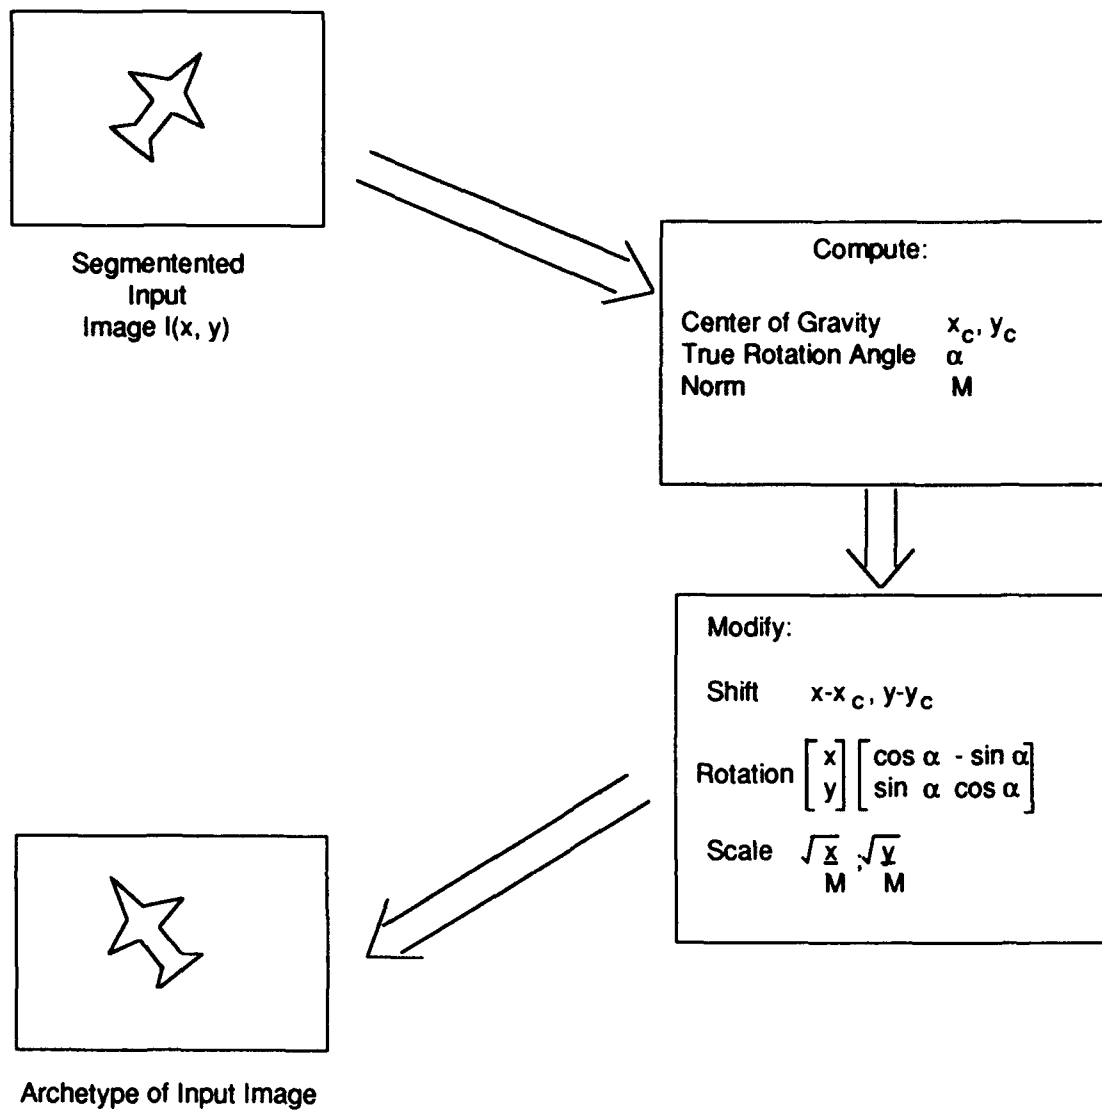 Segmentented
Input
Image I(x, y)
Compute:
Center of Gravity x_c, y_c
True Rotation Angle α
Norm M
Modify:
Shift x-x_c, y-y_c
Rotation [x y] [cos α - sin α
sin α cos α]
Scale √x/M ; √y/M
Archetype of Input Image